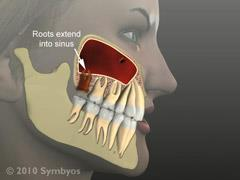 Roots extend
into sinus
© 2010 Symbyos